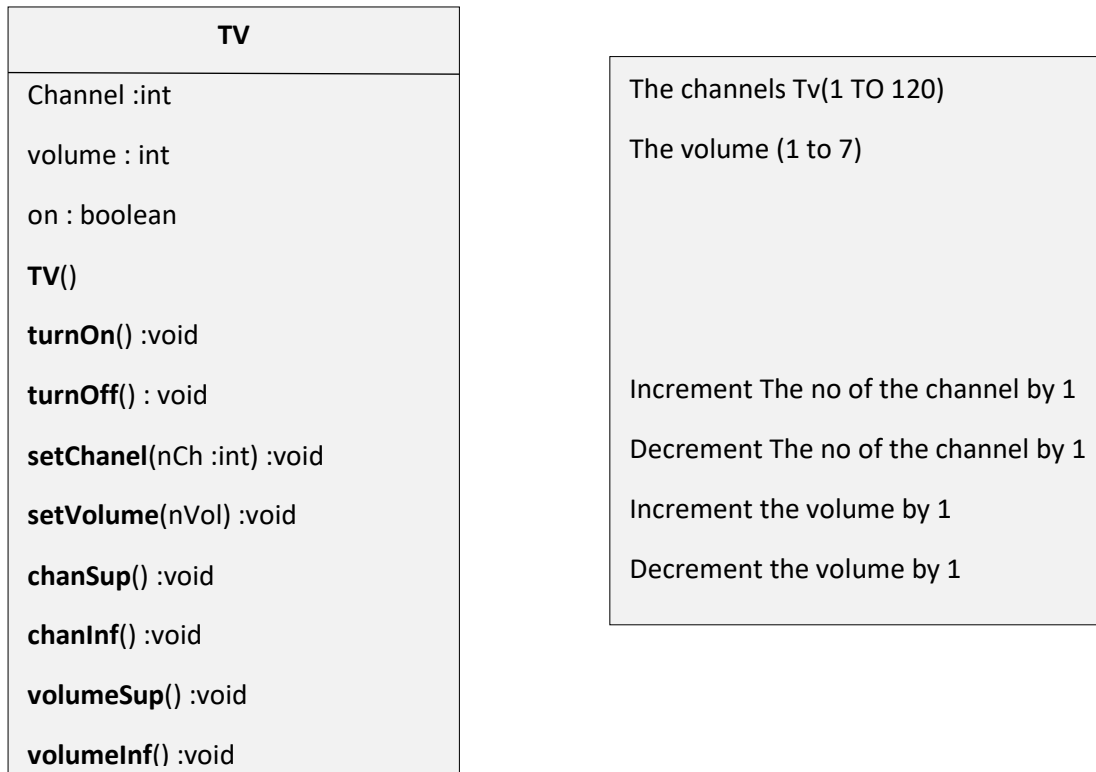 TV
Channel :int
volume : int
on : boolean
TV()
turnOn() :void
turnOff() : void
setChanel(nCh :int) :void
setVolume(nVol) :void
chanSup() :void
chanInf() :void
volumeSup() :void
volumeInf() :void
The channels Tv(1 TO 120)
The volume (1 to 7)
Increment The no of the channel by 1
Decrement The no of the channel by 1
Increment the volume by 1
Decrement the volume by 1